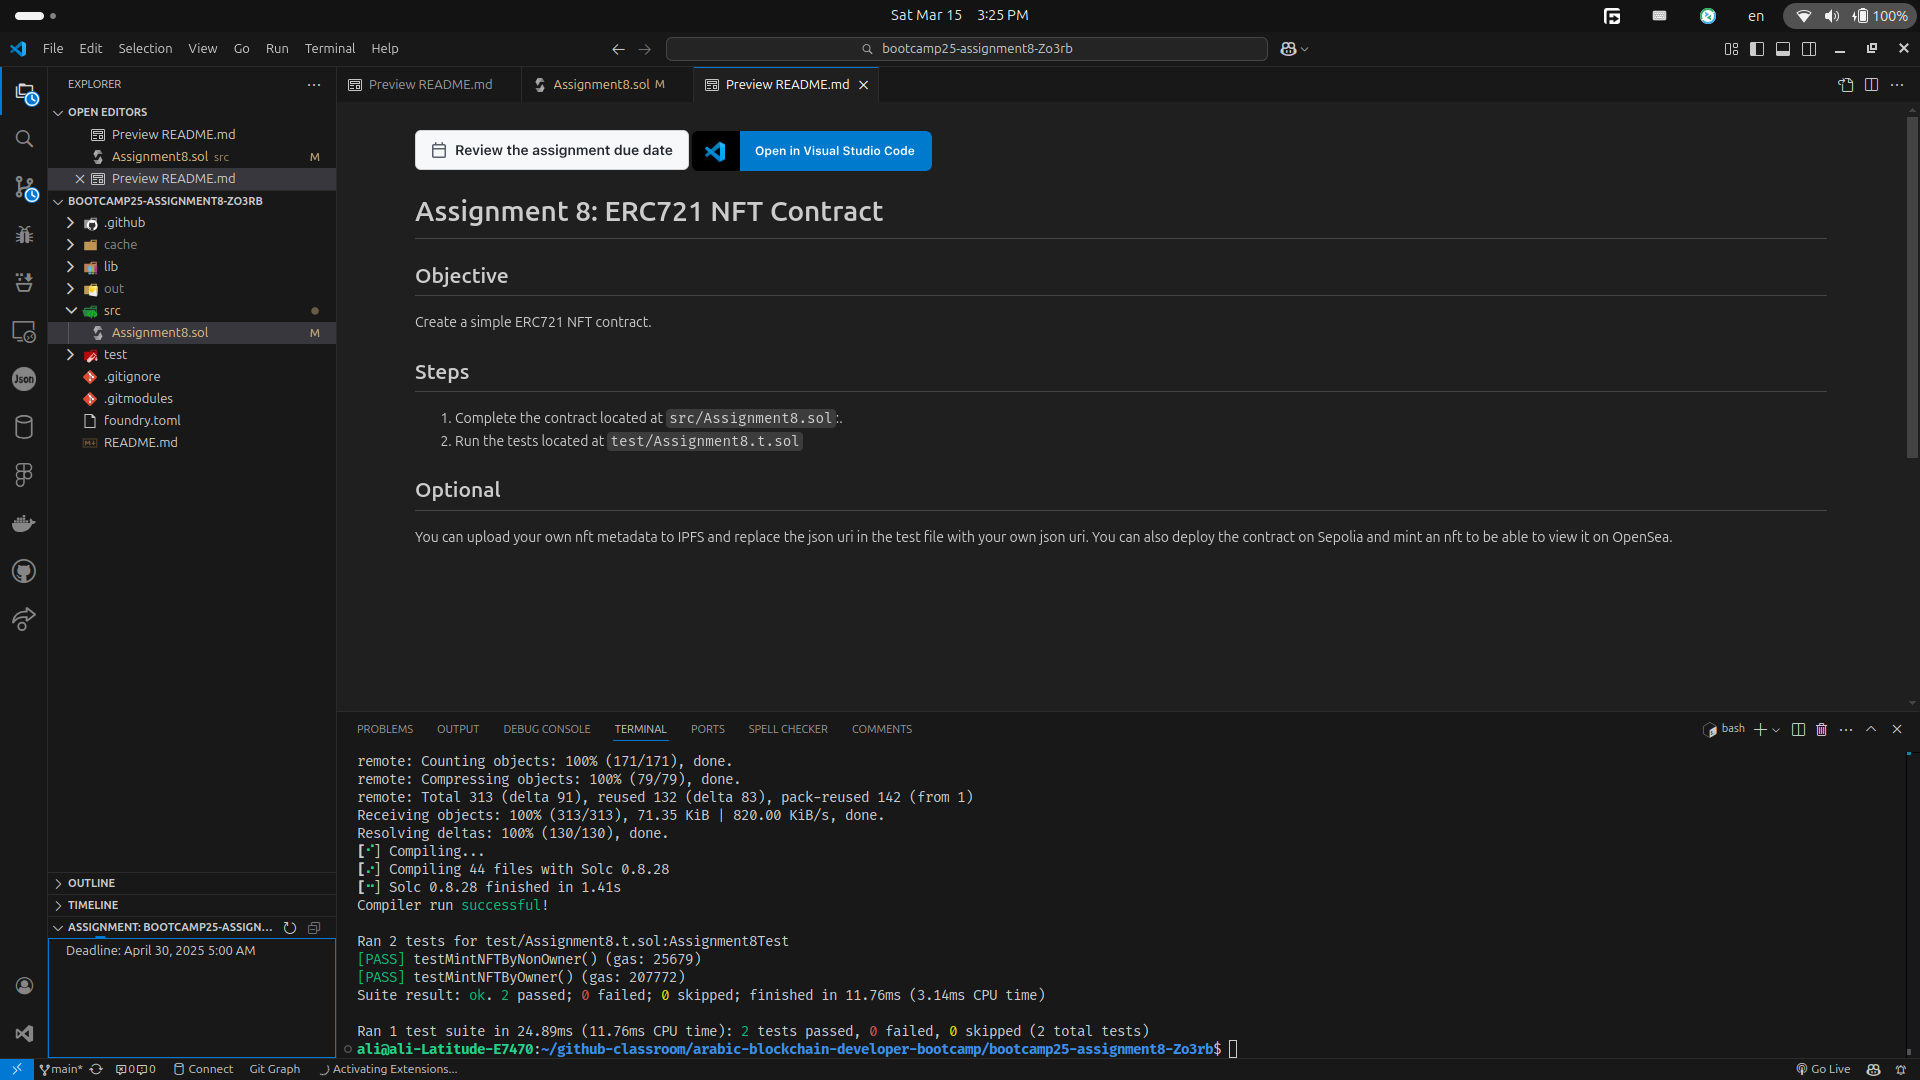 Sat Mar 15 3:25 PM
en
100%
File Edit Selection View Go Run Terminal Help
bootcamp25-assignment8-Zo3rb
EXPLORER
Preview README.md
Assignment8.sol M
Preview README.md
OPEN EDITORS
Preview README.md
Assignment8.sol src M
Preview README.md
BOOTCAMP25-ASSIGNMENT8-ZO3RB
.github
cache
lib
out
src
Assignment8.sol M
test
.gitignore
.gitmodules
foundry.toml
README.md
Json
OUTLINE
TIMELINE
ASSIGNMENT: BOOTCAMP25-ASSIGN...
Deadline: April 30, 2025 5:00 AM
Review the assignment due date
Open in Visual Studio Code
Assignment 8: ERC721 NFT Contract
Objective
Create a simple ERC721 NFT contract.
Steps
1. Complete the contract located at src/Assignment8.sol:.
2. Run the tests located at test/Assignment8.t.sol
Optional
You can upload your own nft metadata to IPFS and replace the json uri in the test file with your own json uri. You can also deploy the contract on Sepolia and mint an nft to be able to view it on OpenSea.
PROBLEMS OUTPUT DEBUG CONSOLE TERMINAL PORTS SPELL CHECKER COMMENTS
bash
remote: Counting objects: 100% (171/171), done.
remote: Compressing objects: 100% (79/79), done.
remote: Total 313 (delta 91), reused 132 (delta 83), pack-reused 142 (from 1)
Receiving objects: 100% (313/313), 71.35 KiB | 820.00 KiB/s, done.
Resolving deltas: 100% (130/130), done.
[⠊] Compiling...
[⠔] Compiling 44 files with Solc 0.8.28
[⠒] Solc 0.8.28 finished in 1.41s
Compiler run successful!
Ran 2 tests for test/Assignment8.t.sol:Assignment8Test
[PASS] testMintNFTByNonOwner() (gas: 25679)
[PASS] testMintNFTByOwner() (gas: 207772)
Suite result: ok. 2 passed; 0 failed; 0 skipped; finished in 11.76ms (3.14ms CPU time)
Ran 1 test suite in 24.89ms (11.76ms CPU time): 2 tests passed, 0 failed, 0 skipped (2 total tests)
ali@ali-Latitude-E7470:~/github-classroom/arabic-blockchain-developer-bootcamp/bootcamp25-assignment8-Zo3rb$
main* 0 0 Connect Git Graph Activating Extensions...
Go Live